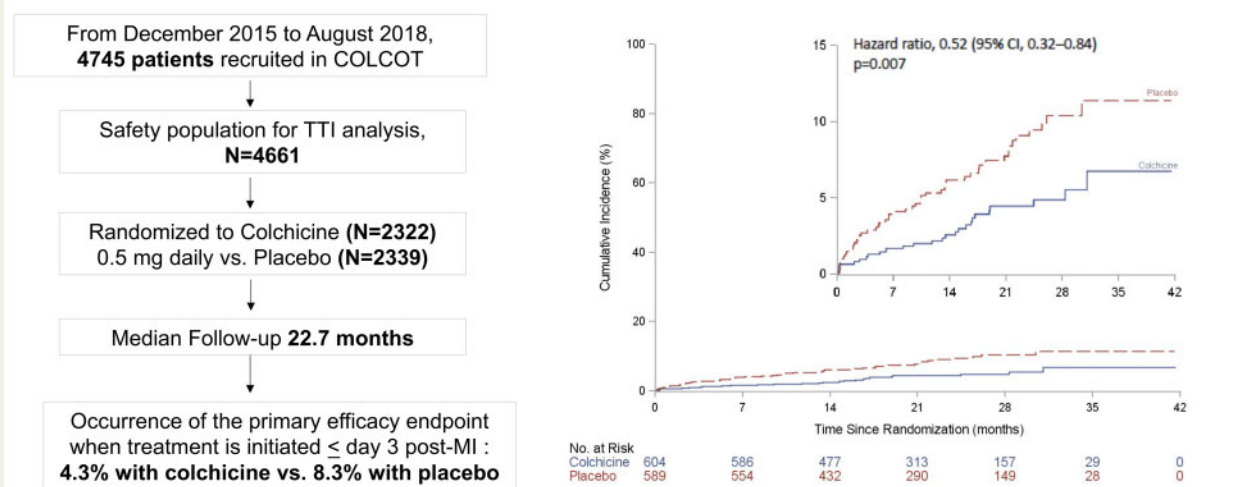 From December 2015 to August 2018,
4745 patients recruited in COLCOT
Safety population for TTI analysis,
N=4661
Randomized to Colchicine (N=2322)
0.5 mg daily vs. Placebo (N=2339)
Median Follow-up 22.7 months
Occurrence of the primary efficacy endpoint
when treatment is initiated ≤ day 3 post-MI :
4.3% with colchicine vs. 8.3% with placebo
Cumulative Incidence (%)
100
80
60
40
20
0
0 7 14 21 28 35 42
Time Since Randomization (months)
Hazard ratio, 0.52 (95% CI, 0.32–0.84)
p=0.007
15
10
5
0
Placebo
Colchicine
0 7 14 21 28 35 42
No. at Risk
Colchicine 604 586 477 313 157 29 0
Placebo 589 554 432 290 149 28 0